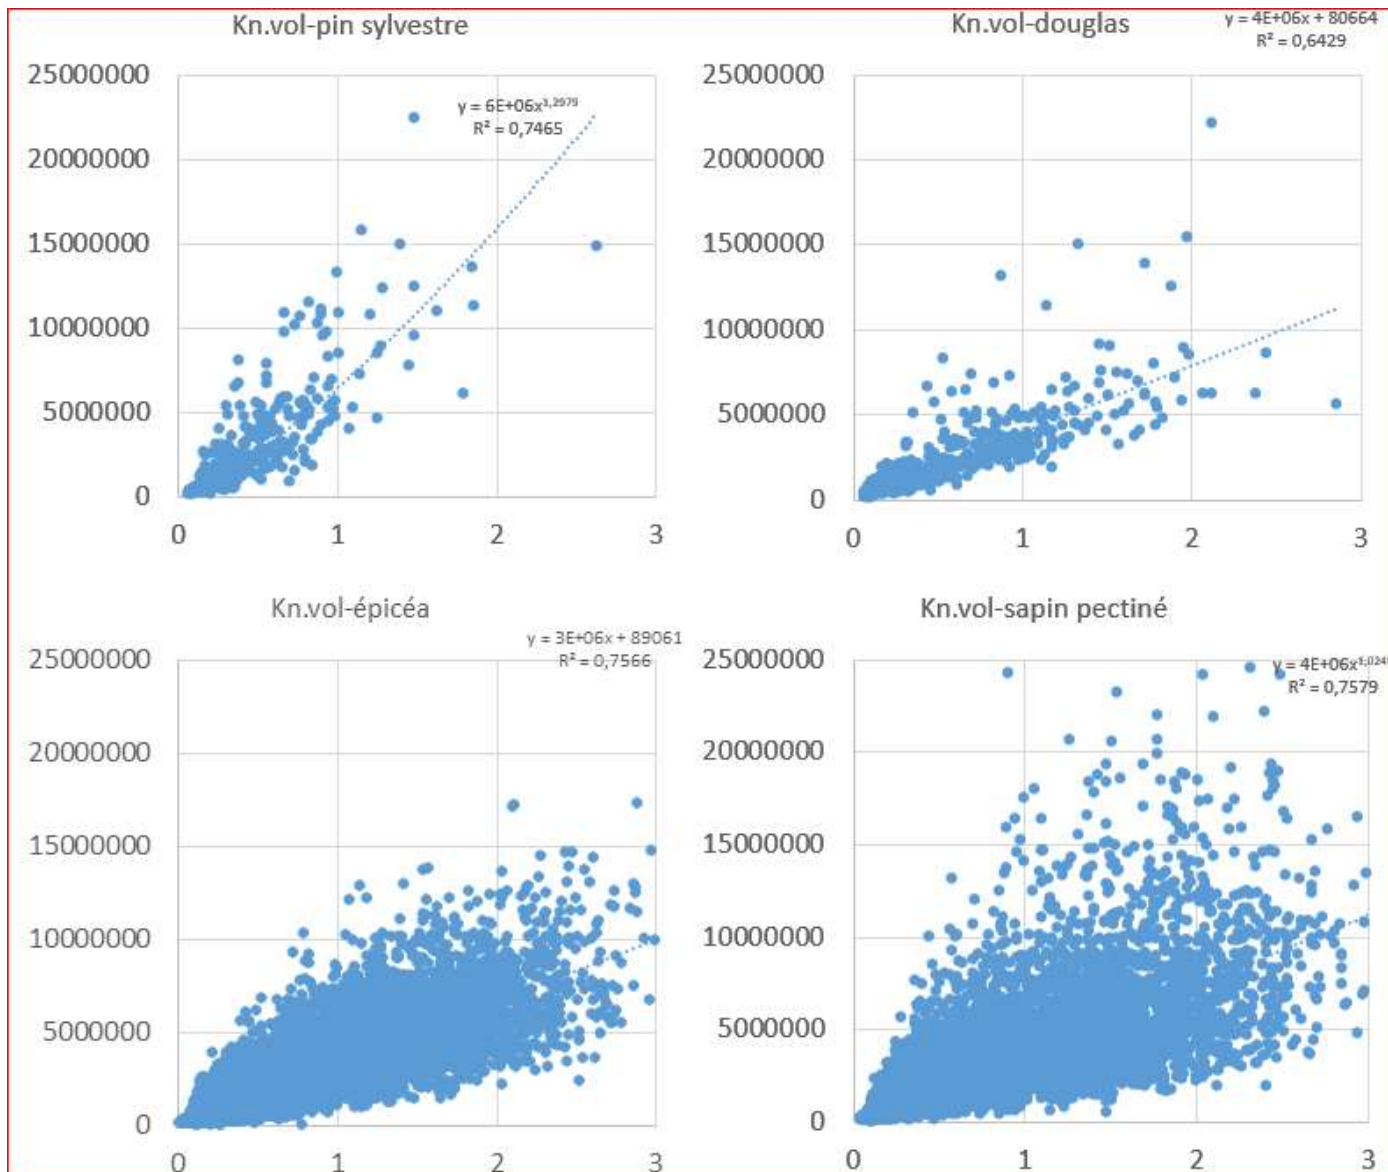 Kn.vol-pin sylvestre
y = 6E+06x^1,2979
R² = 0,7465
25000000
20000000
15000000
10000000
5000000
0
0 1 2 3
Kn.vol-douglas
y = 4E+06x + 80664
R² = 0,6429
25000000
20000000
15000000
10000000
5000000
0
0 1 2 3
Kn.vol-épicéa
y = 3E+06x + 89061
R² = 0,7566
25000000
20000000
15000000
10000000
5000000
0
0 1 2 3
Kn.vol-sapin pectiné
R² = 0,7579
25000000
20000000
15000000
10000000
5000000
0
0 1 2 3